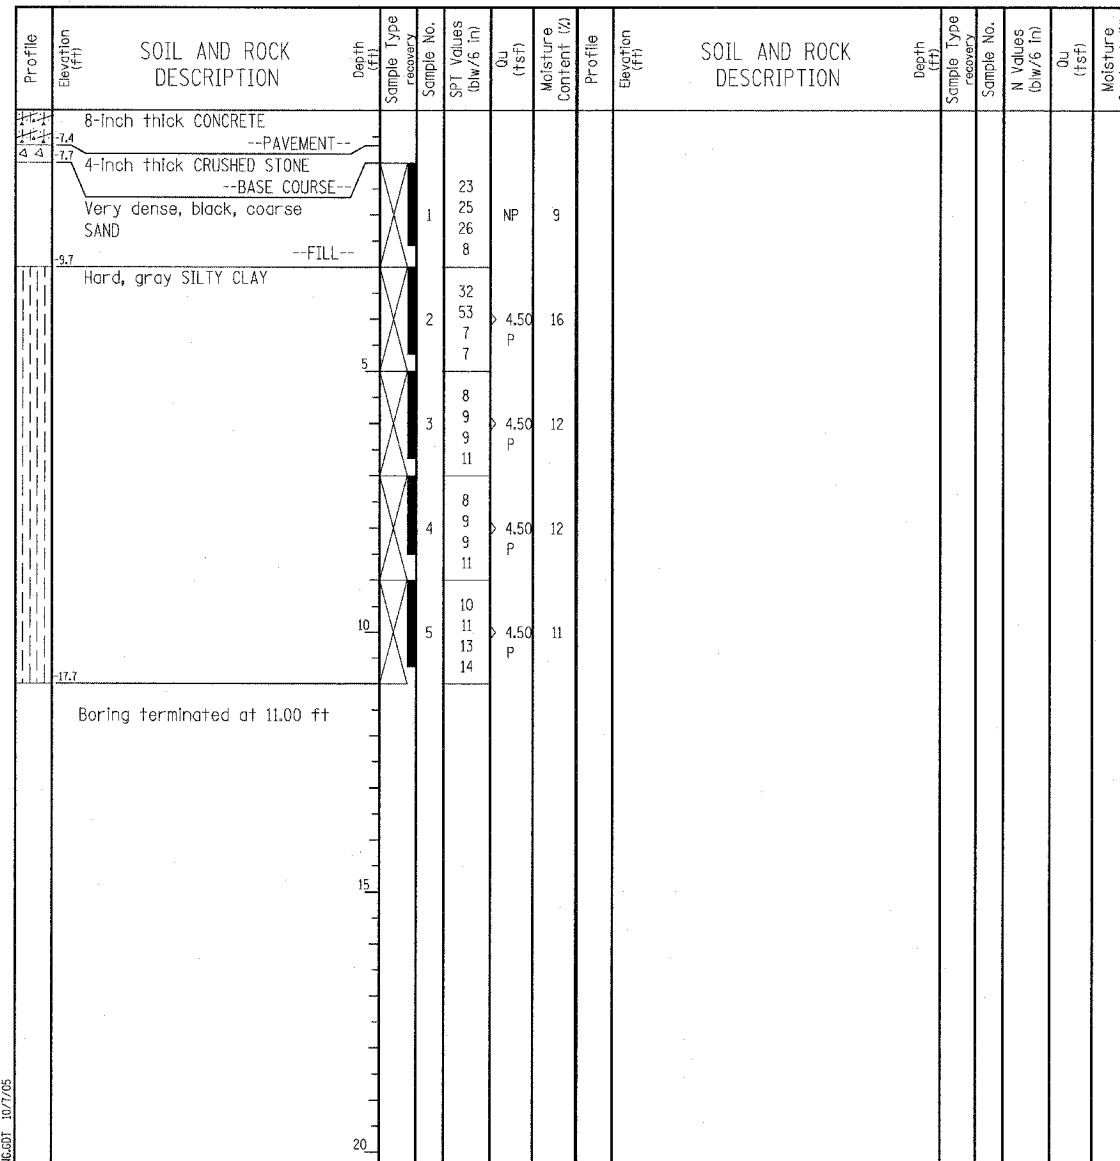 Profile
Elevation (ft)
SOIL AND ROCK
DESCRIPTION
Depth (ft)
Sample Type
recovery
Sample No.
SPT Values
(blw/6 in)
Qu
(tsf)
Moisture
Content (%)
Profile
Elevation (ft)
SOIL AND ROCK
DESCRIPTION
Depth (ft)
Sample Type
recovery
Sample No.
N Values
(blw/6 in)
Qu
(tsf)
Moisture
8-inch thick CONCRETE
-7.4
--PAVEMENT--
-7.7
4-inch thick CRUSHED STONE
--BASE COURSE--
Very dense, black, coarse
SAND
--FILL--
-9.7
23
25
1
NP
9
26
8
Hard, gray SILTY CLAY
32
53
2
> 4.50
16
7
P
7
5
8
9
3
> 4.50
12
9
P
11
8
9
4
> 4.50
12
9
P
11
10
10
11
5
> 4.50
11
13
P
14
-17.7
Boring terminated at 11.00 ft
15
20
NG.GDT 10/7/05